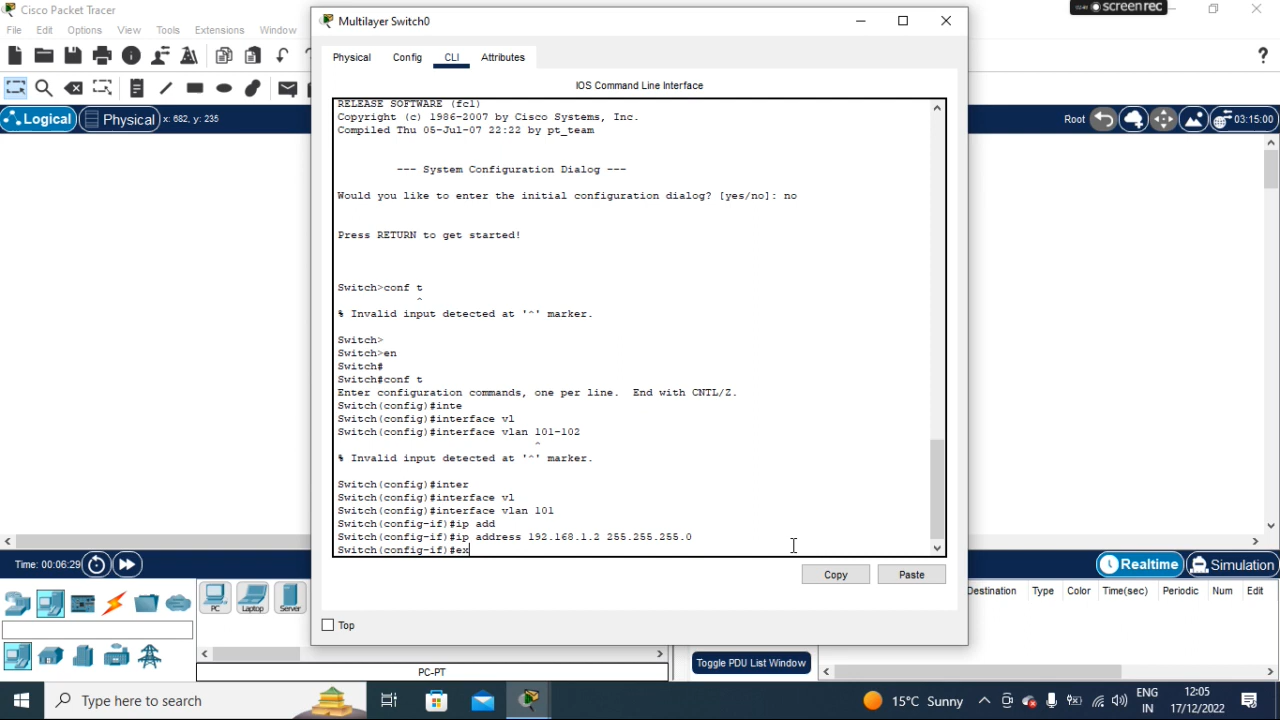 Cisco Packet Tracer
File Edit Options View Tools Extensions Window
Logical Physical x: 682, y: 235
Root 03:15:00
screenrec
Multilayer Switch0
Physical Config CLI Attributes
IOS Command Line Interface
RELEASE SOFTWARE (fc1)
Copyright (c) 1986-2007 by Cisco Systems, Inc.
Compiled Thu 05-Jul-07 22:22 by pt_team
--- System Configuration Dialog ---
Would you like to enter the initial configuration dialog? [yes/no]: no
Press RETURN to get started!
Switch>conf t
^
% Invalid input detected at '^' marker.
Switch>
Switch>en
Switch#
Switch#conf t
Enter configuration commands, one per line.  End with CNTL/Z.
Switch(config)#inte
Switch(config)#interface vl
Switch(config)#interface vlan 101-102
^
% Invalid input detected at '^' marker.
Switch(config)#inter
Switch(config)#interface vl
Switch(config)#interface vlan 101
Switch(config-if)#ip add
Switch(config-if)#ip address 192.168.1.2 255.255.255.0
Switch(config-if)#ex
Copy Paste
Top
Time: 00:06:29
Realtime Simulation
PC Laptop Server
PC-PT
Toggle PDU List Window
Destination Type Color Time(sec) Periodic Num Edit
Type here to search
15°C Sunny
ENG
IN
12:05
17/12/2022